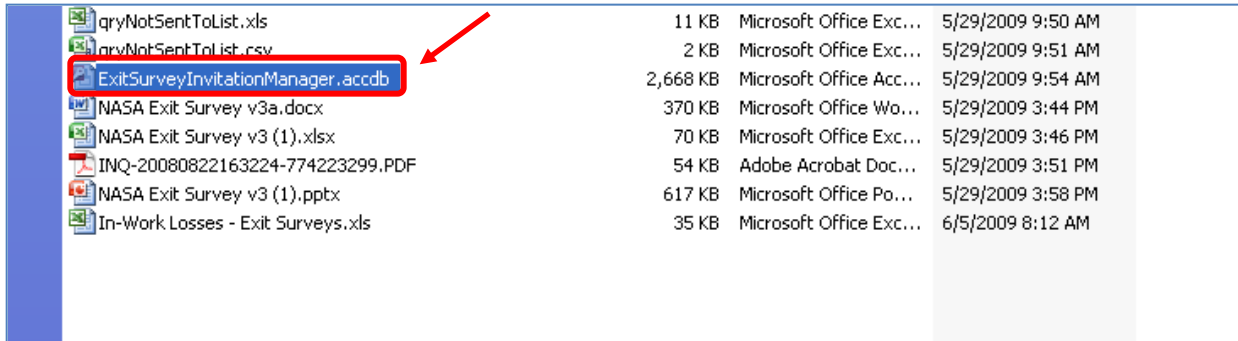 qryNotSentToList.xls 11 KB Microsoft Office Exc... 5/29/2009 9:50 AM
qryNotSentToList.csv 2 KB Microsoft Office Exc... 5/29/2009 9:51 AM
ExitSurveyInvitationManager.accdb 2,668 KB Microsoft Office Acc... 5/29/2009 9:54 AM
NASA Exit Survey v3a.docx 370 KB Microsoft Office Wo... 5/29/2009 3:44 PM
NASA Exit Survey v3 (1).xlsx 70 KB Microsoft Office Exc... 5/29/2009 3:46 PM
INQ-20080822163224-774223299.PDF 54 KB Adobe Acrobat Doc... 5/29/2009 3:51 PM
NASA Exit Survey v3 (1).pptx 617 KB Microsoft Office Po... 5/29/2009 3:58 PM
In-Work Losses - Exit Surveys.xls 35 KB Microsoft Office Exc... 6/5/2009 8:12 AM